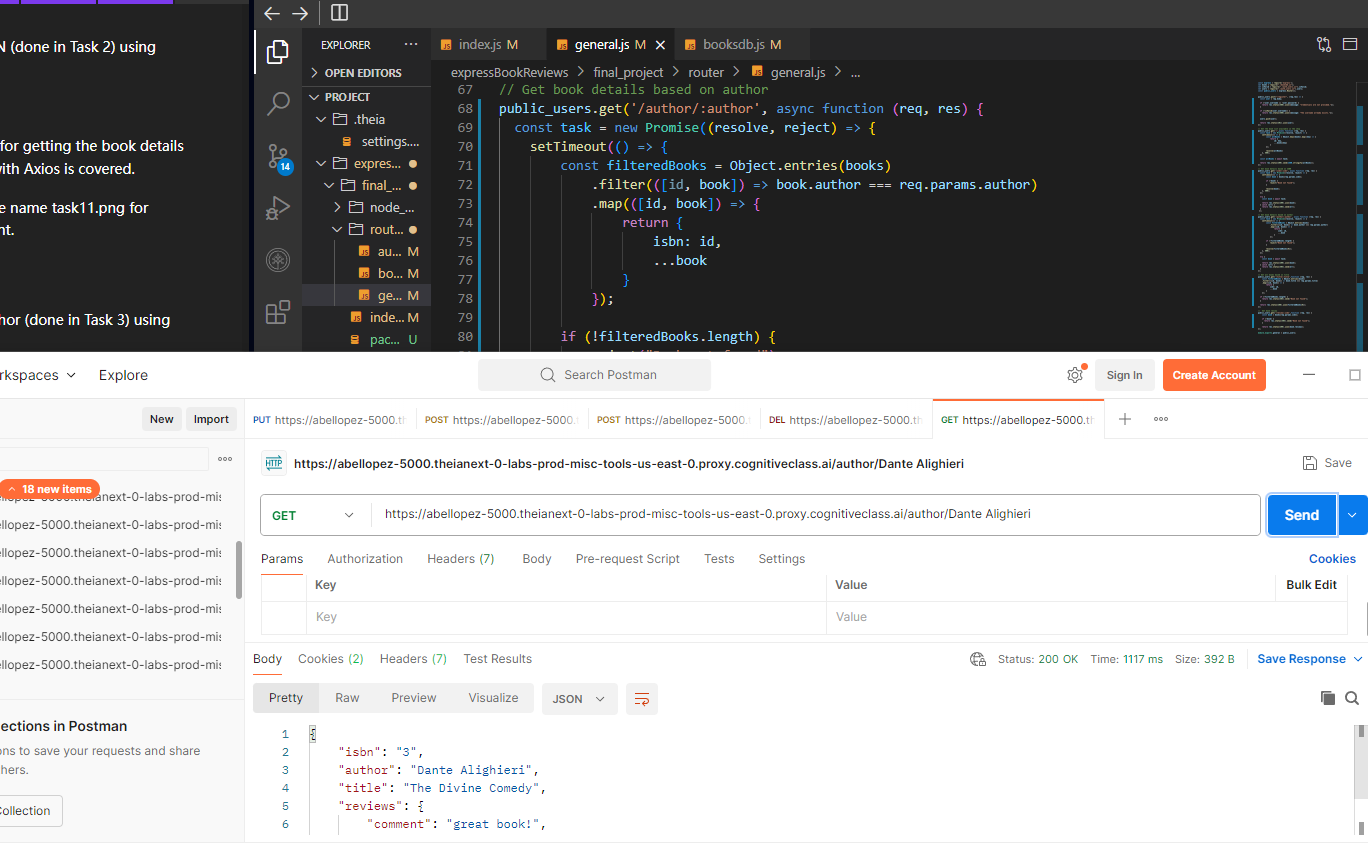 N (done in Task 2) using
for getting the book details
with Axios is covered.
e name task11.png for
nt.
hor (done in Task 3) using
EXPLORER ...
OPEN EDITORS
PROJECT
.theia
settings....
expres...
final_...
node_...
rout...
au... M
bo... M
ge... M
inde... M
pac... U
14
index.js M
general.js M
booksdb.js M
expressBookReviews > final_project > router > general.js > ...
67 // Get book details based on author
68 public_users.get('/author/:author', async function (req, res) {
69 const task = new Promise((resolve, reject) => {
70 setTimeout(() => {
71 const filteredBooks = Object.entries(books)
72 .filter(([id, book]) => book.author === req.params.author)
73 .map(([id, book]) => {
74 return {
75 isbn: id,
76 ...book
77 }
78 });
79
80 if (!filteredBooks.length) {
rkspaces Explore
Search Postman
Sign In Create Account
New Import
PUT https://abellopez-5000.th
POST https://abellopez-5000.
POST https://abellopez-5000.
DEL https://abellopez-5000.th
GET https://abellopez-5000.th
HTTP https://abellopez-5000.theianext-0-labs-prod-misc-tools-us-east-0.proxy.cognitiveclass.ai/author/Dante Alighieri
Save
18 new items
ellopez-5000.theianext-0-labs-prod-mis
ellopez-5000.theianext-0-labs-prod-mis
ellopez-5000.theianext-0-labs-prod-mis
ellopez-5000.theianext-0-labs-prod-mis
ellopez-5000.theianext-0-labs-prod-mis
ellopez-5000.theianext-0-labs-prod-mis
ellopez-5000.theianext-0-labs-prod-mis
GET https://abellopez-5000.theianext-0-labs-prod-misc-tools-us-east-0.proxy.cognitiveclass.ai/author/Dante Alighieri
Send
Params Authorization Headers (7) Body Pre-request Script Tests Settings Cookies
Key Value Bulk Edit
Key Value
Body Cookies (2) Headers (7) Test Results Status: 200 OK Time: 1117 ms Size: 392 B Save Response
Pretty Raw Preview Visualize JSON
1 {
2 "isbn": "3",
3 "author": "Dante Alighieri",
4 "title": "The Divine Comedy",
5 "reviews": {
6 "comment": "great book!",
ections in Postman
ons to save your requests and share
hers.
Collection